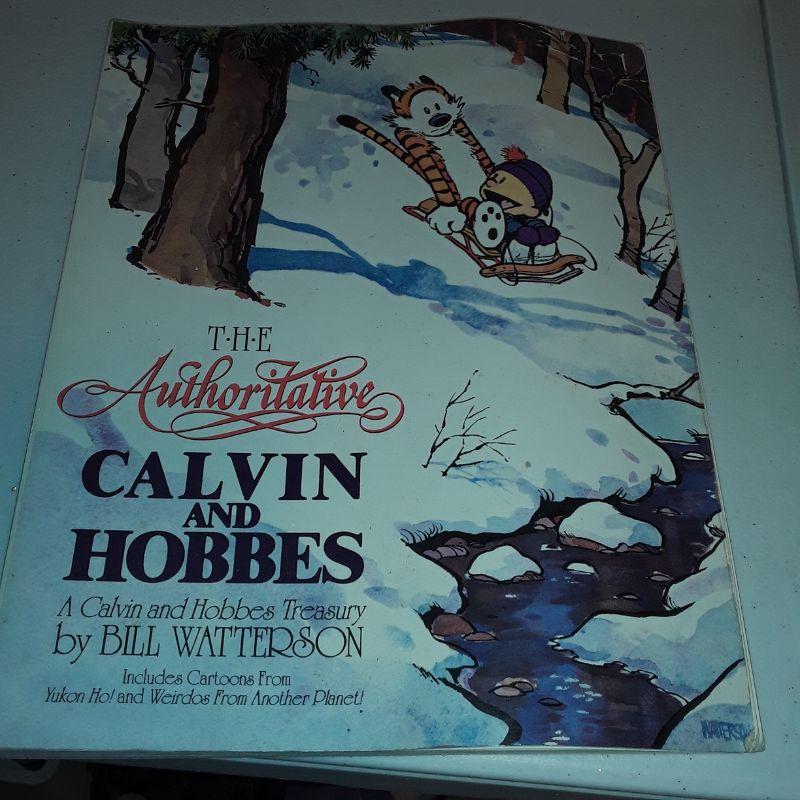 T·H·E
Authoritative
CALVIN
AND
HOBBES
A Calvin and Hobbes Treasury
by BILL WATTERSON
Includes Cartoons From
Yukon Ho! and Weirdos From Another Planet!
WATTERSON